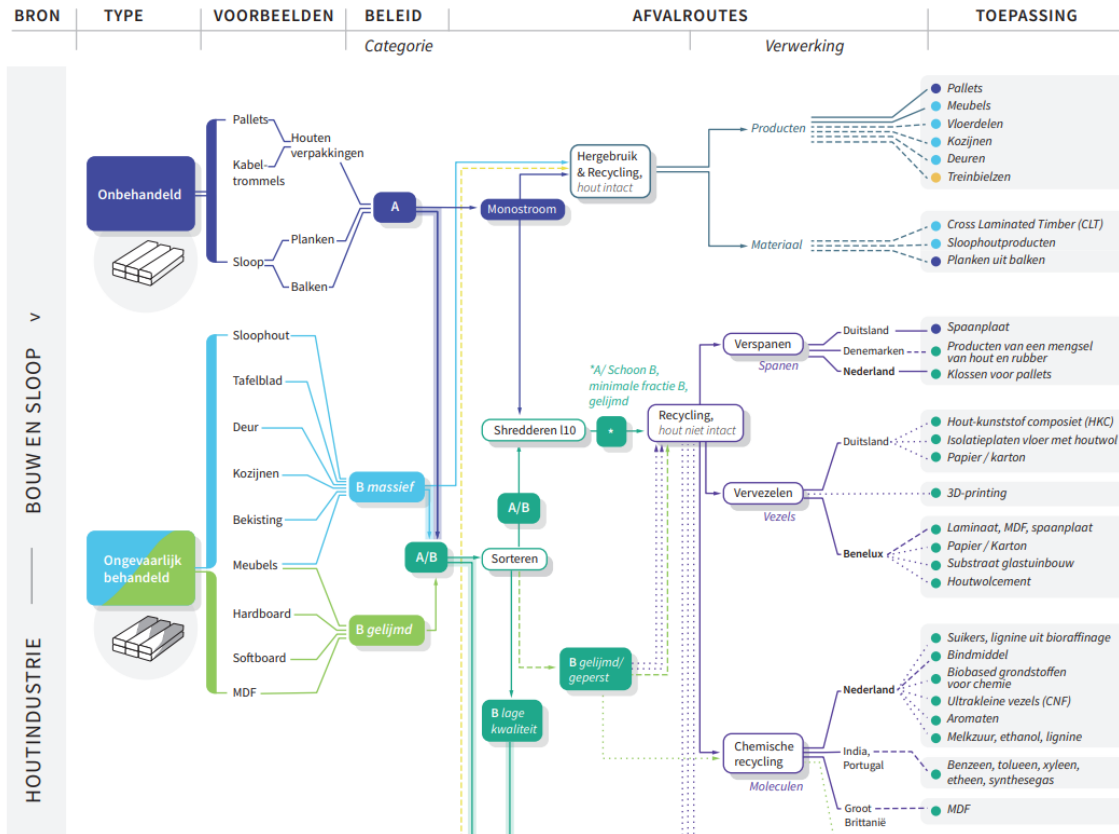 BRON
TYPE
VOORBEELDEN
BELEID
AFVALROUTES
TOEPASSING
Categorie
Verwerking
BOUW EN SLOOP v
HOUTINDUSTRIE
Onbehandeld
Pallets
Kabel-
trommels
Houten
verpakkingen
Sloop
Planken
Balken
A
Monostroom
Hergebruik
& Recycling,
hout intact
Producten
Pallets
Meubels
Vloerdelen
Kozijnen
Deuren
Treinbielzen
Materiaal
Cross Laminated Timber (CLT)
Sloophoutproducten
Planken uit balken
Ongevaarlijk
behandeld
Sloophout
Tafelblad
Deur
Kozijnen
Bekisting
Meubels
Hardboard
Softboard
MDF
B massief
B gelijmd
A/B
Sorteren
A/B
Shredderen l10
*A/ Schoon B,
minimale fractie B,
gelijmd
*
Recycling,
hout niet intact
B gelijmd/
geperst
B lage
kwaliteit
Verspanen
Spanen
Duitsland
Denemarken
Nederland
Spaanplaat
Producten van een mengsel
van hout en rubber
Klossen voor pallets
Vervezelen
Vezels
Duitsland
Hout-kunststof composiet (HKC)
Isolatieplaten vloer met houtwol
Papier / karton
3D-printing
Benelux
Laminaat, MDF, spaanplaat
Papier / Karton
Substraat glastuinbouw
Houtwolcement
Chemische
recycling
Moleculen
Nederland
Suikers, lignine uit bioraffinage
Bindmiddel
Biobased grondstoffen
voor chemie
Ultrakleine vezels (CNF)
Aromaten
Melkzuur, ethanol, lignine
India,
Portugal
Benzeen, tolueen, xyleen,
etheen, synthesegas
Groot
Brittanië
MDF